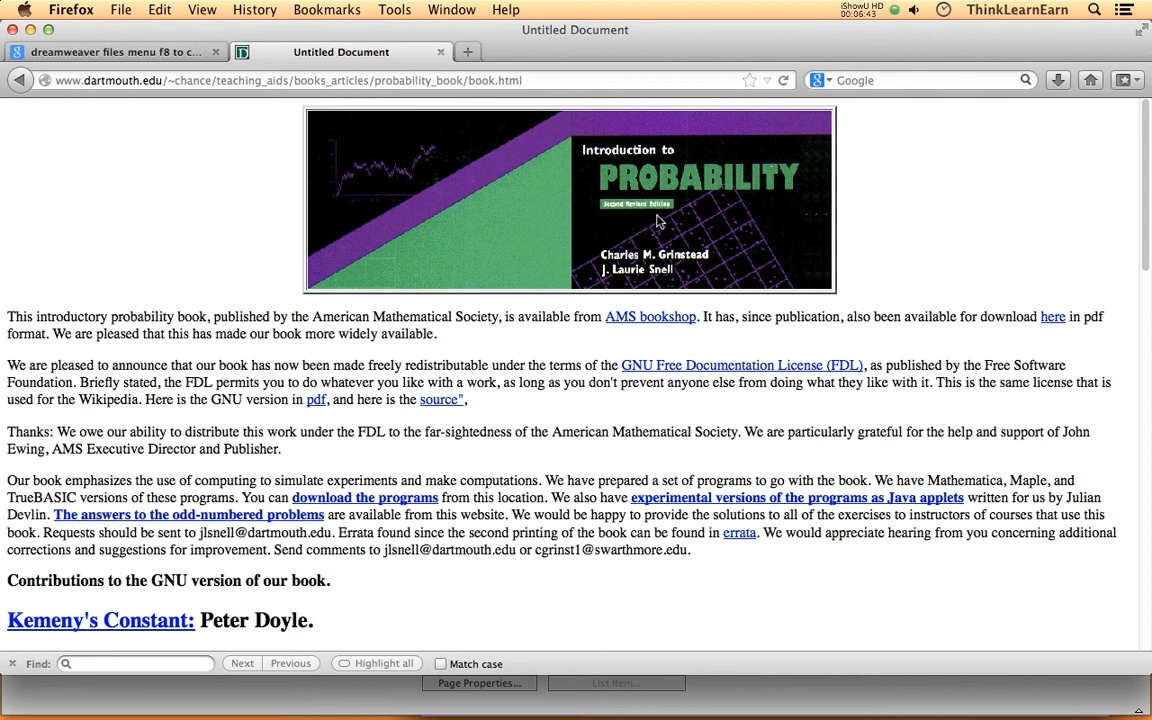 Firefox File Edit View History Bookmarks Tools Window Help iShowU HD 00:06:43 ThinkLearnEarn
Untitled Document
dreamweaver files menu f8 to c... Untitled Document
www.dartmouth.edu/~chance/teaching_aids/books_articles/probability_book/book.html Google
Introduction to
PROBABILITY
Second Revised Edition
Charles M. Grinstead
J. Laurie Snell
This introductory probability book, published by the American Mathematical Society, is available from AMS bookshop. It has, since publication, also been available for download here in pdf
format. We are pleased that this has made our book more widely available.
We are pleased to announce that our book has now been made freely redistributable under the terms of the GNU Free Documentation License (FDL), as published by the Free Software
Foundation. Briefly stated, the FDL permits you to do whatever you like with a work, as long as you don't prevent anyone else from doing what they like with it. This is the same license that is
used for the Wikipedia. Here is the GNU version in pdf, and here is the source",
Thanks: We owe our ability to distribute this work under the FDL to the far-sightedness of the American Mathematical Society. We are particularly grateful for the help and support of John
Ewing, AMS Executive Director and Publisher.
Our book emphasizes the use of computing to simulate experiments and make computations. We have prepared a set of programs to go with the book. We have Mathematica, Maple, and
TrueBASIC versions of these programs. You can download the programs from this location. We also have experimental versions of the programs as Java applets written for us by Julian
Devlin. The answers to the odd-numbered problems are available from this website. We would be happy to provide the solutions to all of the exercises to instructors of courses that use this
book. Requests should be sent to jlsnell@dartmouth.edu. Errata found since the second printing of the book can be found in errata. We would appreciate hearing from you concerning additional
corrections and suggestions for improvement. Send comments to jlsnell@dartmouth.edu or cgrinst1@swarthmore.edu.
Contributions to the GNU version of our book.
Kemeny's Constant: Peter Doyle.
Find: Next Previous Highlight all Match case
Page Properties... List Item...